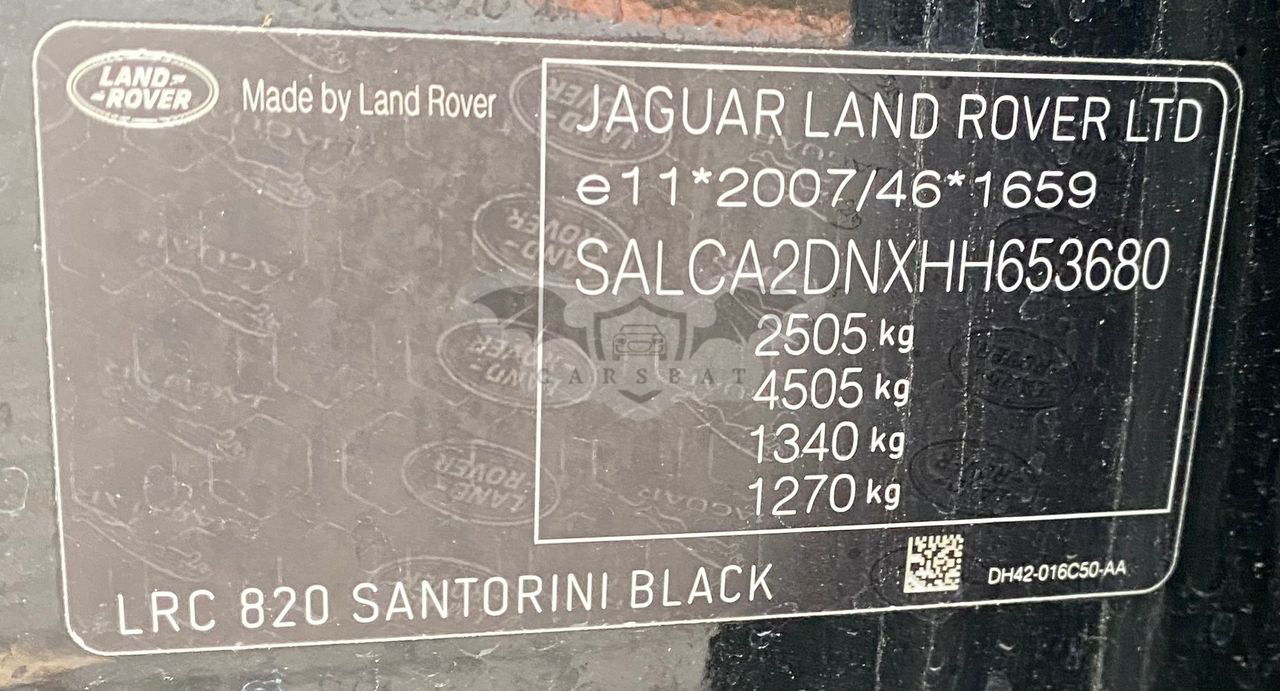 LAND-
-ROVER
Made by Land Rover
JAGUAR LAND ROVER LTD
e11*2007/46*1659
SALCA2DNXHH653680
2505 kg
4505 kg
1340 kg
1270 kg
CARSBAT
LRC 820 SANTORINI BLACK
DH42-016C50-AA